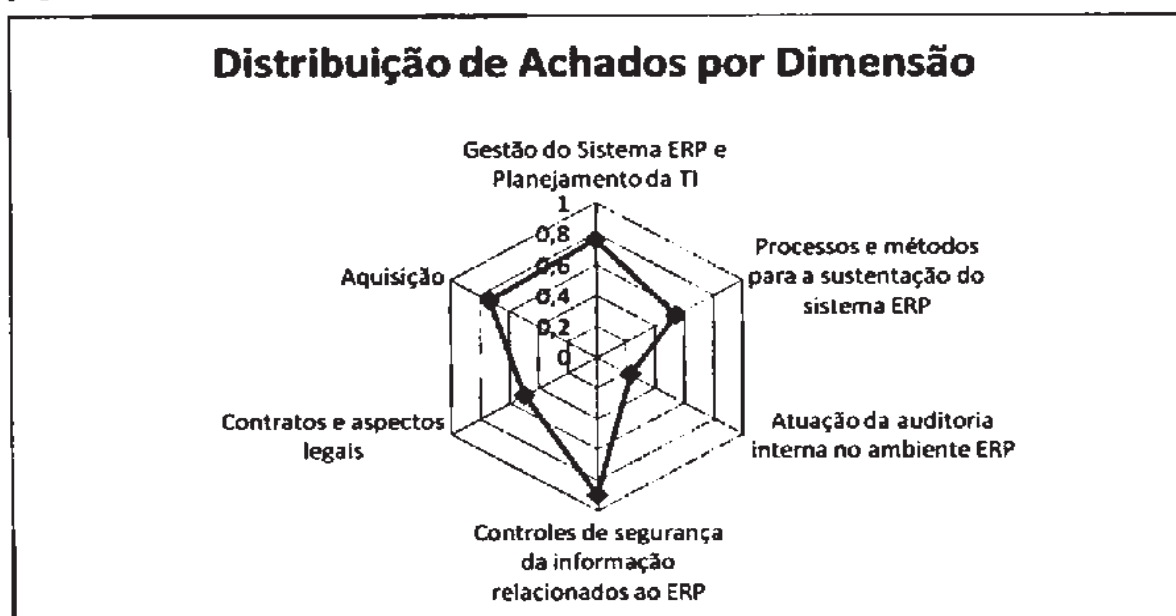 Distribuição de Achados por Dimensão
Gestão do Sistema ERP e
Planejamento da TI
1
0,8
0,6
0,4
0,2
0
Processos e métodos
para a sustentação do
sistema ERP
Aquisição
Contratos e aspectos
legais
Atuação da auditoria
interna no ambiente ERP
Controles de segurança
da informação
relacionados ao ERP